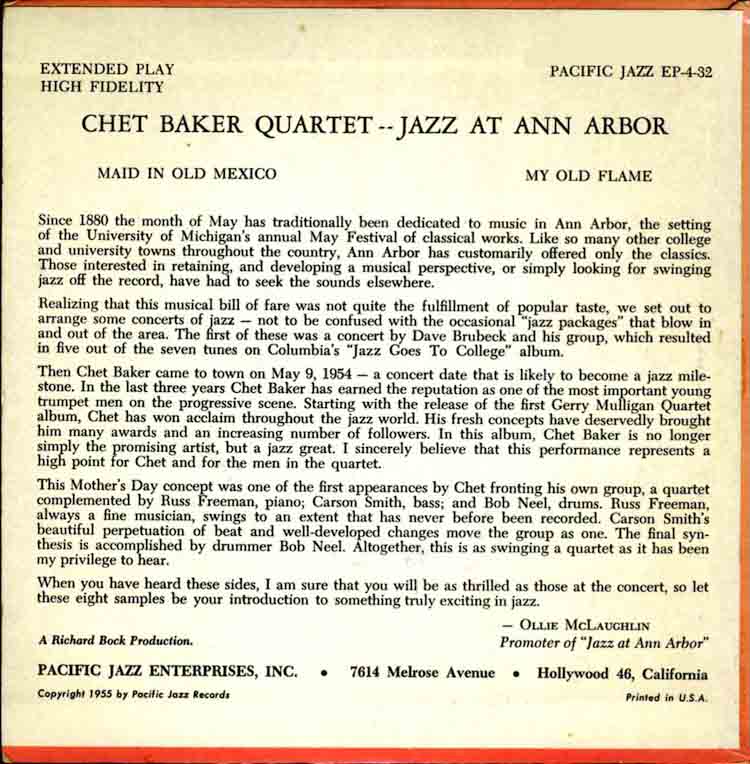 EXTENDED PLAY
HIGH FIDELITY
PACIFIC JAZZ EP-4-32
CHET BAKER QUARTET -- JAZZ AT ANN ARBOR
MAID IN OLD MEXICO MY OLD FLAME
Since 1880 the month of May has traditionally been dedicated to music in Ann Arbor, the setting
of the University of Michigan's annual May Festival of classical works. Like so many other college
and university towns throughout the country, Ann Arbor has customarily offered only the classics.
Those interested in retaining, and developing a musical perspective, or simply looking for swinging
jazz off the record, have had to seek the sounds elsewhere.
Realizing that this musical bill of fare was not quite the fulfillment of popular taste, we set out to
arrange some concerts of jazz — not to be confused with the occasional "jazz packages" that blow in
and out of the area. The first of these was a concert by Dave Brubeck and his group, which resulted
in five out of the seven tunes on Columbia's "Jazz Goes To College" album.
Then Chet Baker came to town on May 9, 1954 — a concert date that is likely to become a jazz mile-
stone. In the last three years Chet Baker has earned the reputation as one of the most important young
trumpet men on the progressive scene. Starting with the release of the first Gerry Mulligan Quartet
album, Chet has won acclaim throughout the jazz world. His fresh concepts have deservedly brought
him many awards and an increasing number of followers. In this album, Chet Baker is no longer
simply the promising artist, but a jazz great. I sincerely believe that this performance represents a
high point for Chet and for the men in the quartet.
This Mother's Day concept was one of the first appearances by Chet fronting his own group, a quartet
complemented by Russ Freeman, piano; Carson Smith, bass; and Bob Neel, drums. Russ Freeman,
always a fine musician, swings to an extent that has never before been recorded. Carson Smith's
beautiful perpetuation of beat and well-developed changes move the group as one. The final syn-
thesis is accomplished by drummer Bob Neel. Altogether, this is as swinging a quartet as it has been
my privilege to hear.
When you have heard these sides, I am sure that you will be as thrilled as those at the concert, so let
these eight samples be your introduction to something truly exciting in jazz.
— OLLIE McLAUGHLIN
A Richard Bock Production. Promoter of "Jazz at Ann Arbor"
PACIFIC JAZZ ENTERPRISES, INC. • 7614 Melrose Avenue • Hollywood 46, California
Copyright 1955 by Pacific Jazz Records Printed in U.S.A.